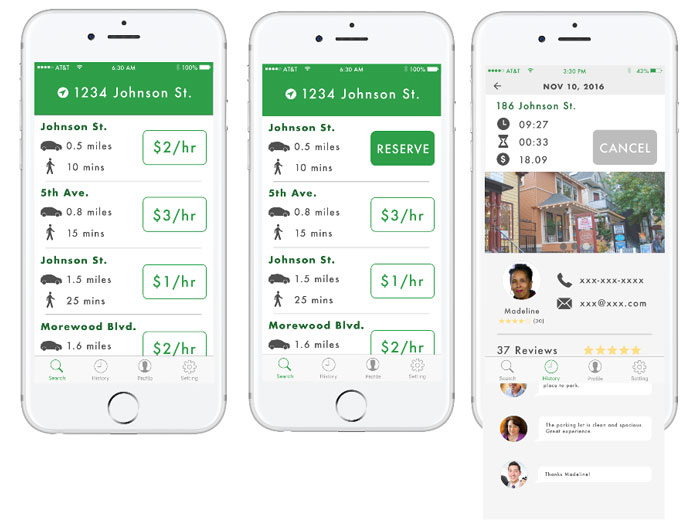 AT&T 6:30 AM 100%
1234 Johnson St.
Johnson St.
0.5 miles
$2/hr
10 mins
5th Ave.
0.8 miles
$3/hr
15 mins
Johnson St.
1.5 miles
$1/hr
25 mins
Morewood Blvd.
1.6 miles
$2/hr
Search History Profile Setting
AT&T 6:30 AM 100%
1234 Johnson St.
Johnson St.
0.5 miles
RESERVE
10 mins
5th Ave.
0.8 miles
$3/hr
15 mins
Johnson St.
1.5 miles
$1/hr
25 mins
Morewood Blvd.
1.6 miles
$2/hr
Search History Profile Setting
AT&T 3:30 PM 43%
NOV 10, 2016
186 Johnson St.
09:27
00:33
CANCEL
18.09
xxx-xxx-xxxx
xxx@xxx.com
Madeline
(36)
37 Reviews
Search History Profile Setting
place to park.
The parking lot is clean and spacious.
Great experience.
Thanks Madeline!